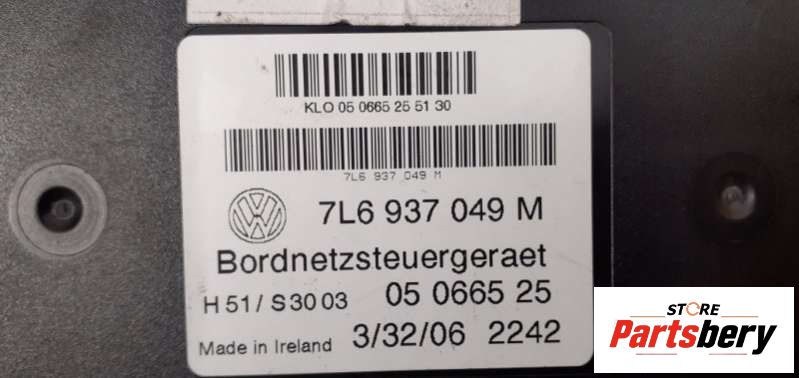 KLO 05 0665 25 51 30
7L6 937 049 M
7L6 937 049 M
Bordnetzsteuergeraet
H 51/ S30 03 05 0665 25
Made in Ireland 3/32/06 2242
STORE
Partsbery